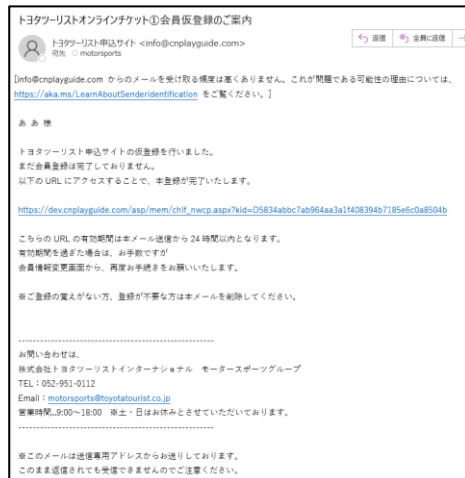 トヨタツーリストオンラインチケット①会員仮登録のご案内
トヨタツーリスト申込サイト <info@cnplayguide.com>
宛先 motorsports
返信
全員に返信
[info@cnplayguide.com からのメールを受け取る頻度は高くありません。これが問題である可能性の理由については、
https://aka.ms/LearnAboutSenderIdentification をご覧ください。]
あ あ 様
トヨタツーリスト申込サイトの仮登録を行いました。
まだ会員登録は完了しておりません。
以下の URL にアクセスすることで、本登録が完了いたします。
https://dev.cnplayguide.com/asp/mem/chif_nwcp.aspx?kid=D5834abbc7ab964aa3a1f408394b7185e6c0a8504b
こちらの URL の有効期間は本メール送信から 24 時間以内となります。
有効期間を過ぎた場合は、お手数ですが
会員情報変更画面から、再度お手続きをお願いいたします。
※ご登録の覚えがない方、登録が不要な方は本メールを削除してください。
------------------------------------------------------
お問い合わせは、
株式会社トヨタツーリストインターナショナル モータースポーツグループ
TEL：052-951-0112
Email：motorsports@toyotatourist.co.jp
営業時間…9:00～18:00 ※土・日はお休みとさせていただいております。
------------------------------------------------------
※このメールは送信専用アドレスからお送りしております。
このまま返信されても受信できませんのでご注意ください。